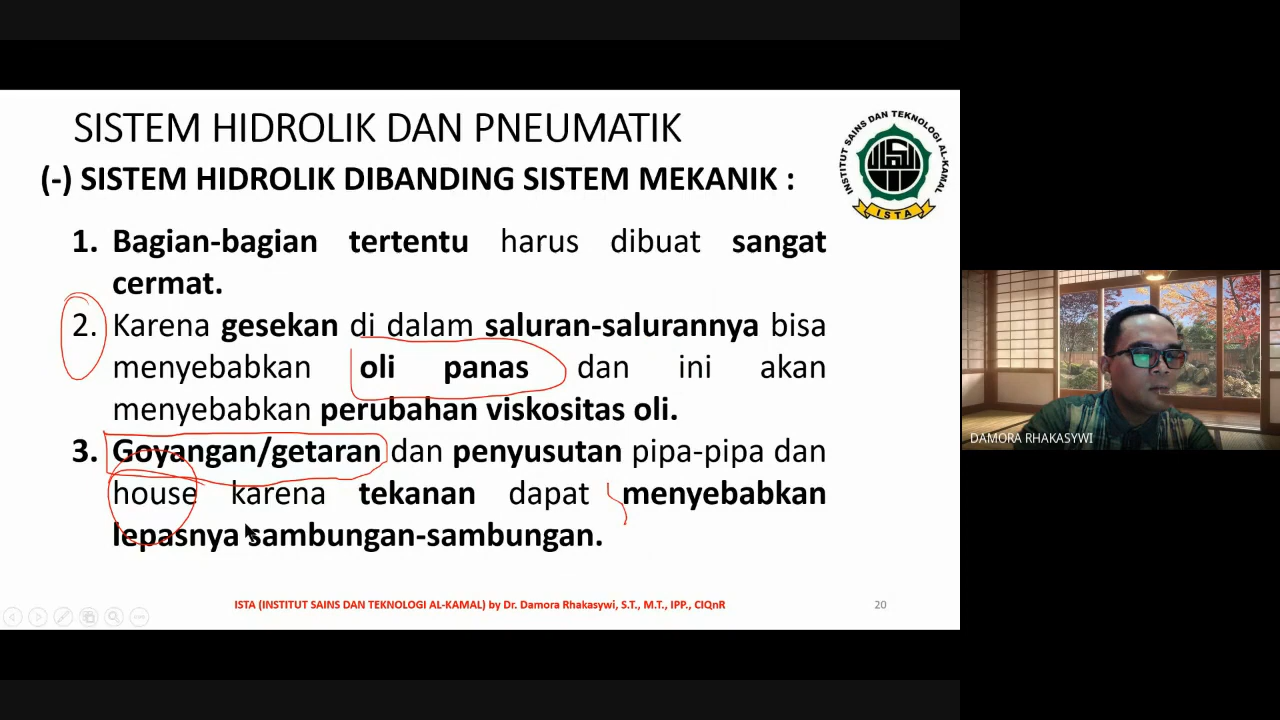 SISTEM HIDROLIK DAN PNEUMATIK
(-) SISTEM HIDROLIK DIBANDING SISTEM MEKANIK :
INSTITUT SAINS DAN TEKNOLOGI AL-KAMAL
ISTA
1. Bagian-bagian tertentu harus dibuat sangat
cermat.
2. Karena gesekan di dalam saluran-salurannya bisa
menyebabkan oli panas dan ini akan
menyebabkan perubahan viskositas oli.
3. Goyangan/getaran dan penyusutan pipa-pipa dan
house karena tekanan dapat menyebabkan
lepasnya sambungan-sambungan.
ISTA (INSTITUT SAINS DAN TEKNOLOGI AL-KAMAL) by Dr. Damora Rhakasywi, S.T., M.T., IPP., CIQnR
20
DAMORA RHAKASYWI